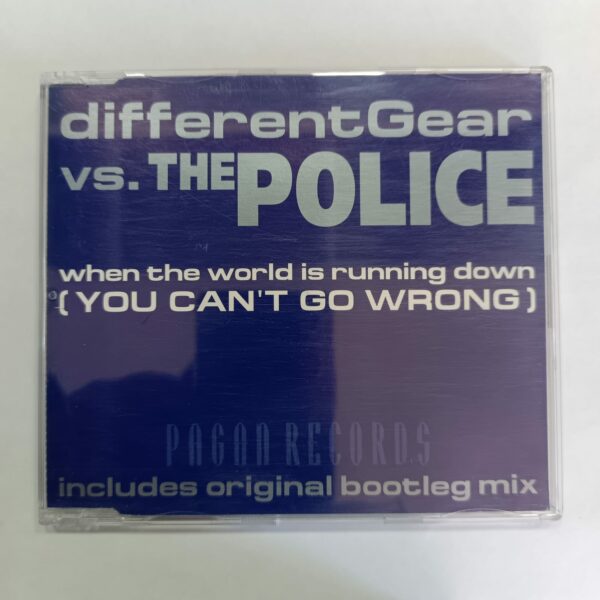 differentGear
vs. THE POLICE
when the world is running down
(YOU CAN'T GO WRONG)
PAGAN RECORDS
includes original bootleg mix